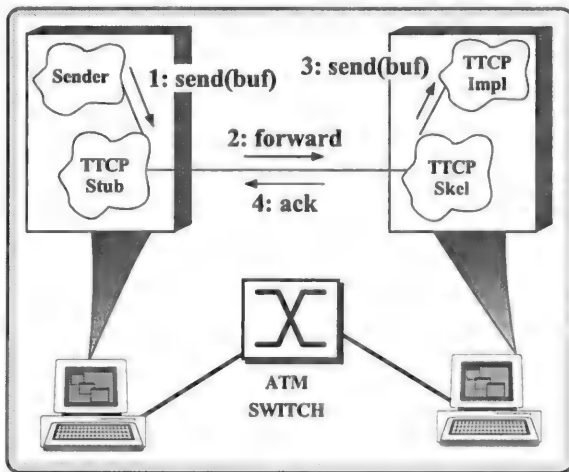 Sender
1: send(buf)
3: send(buf)
TTCP
Impl
2: forward
TTCP
Stub
TTCP
Skel
4: ack
ATM
SWITCH